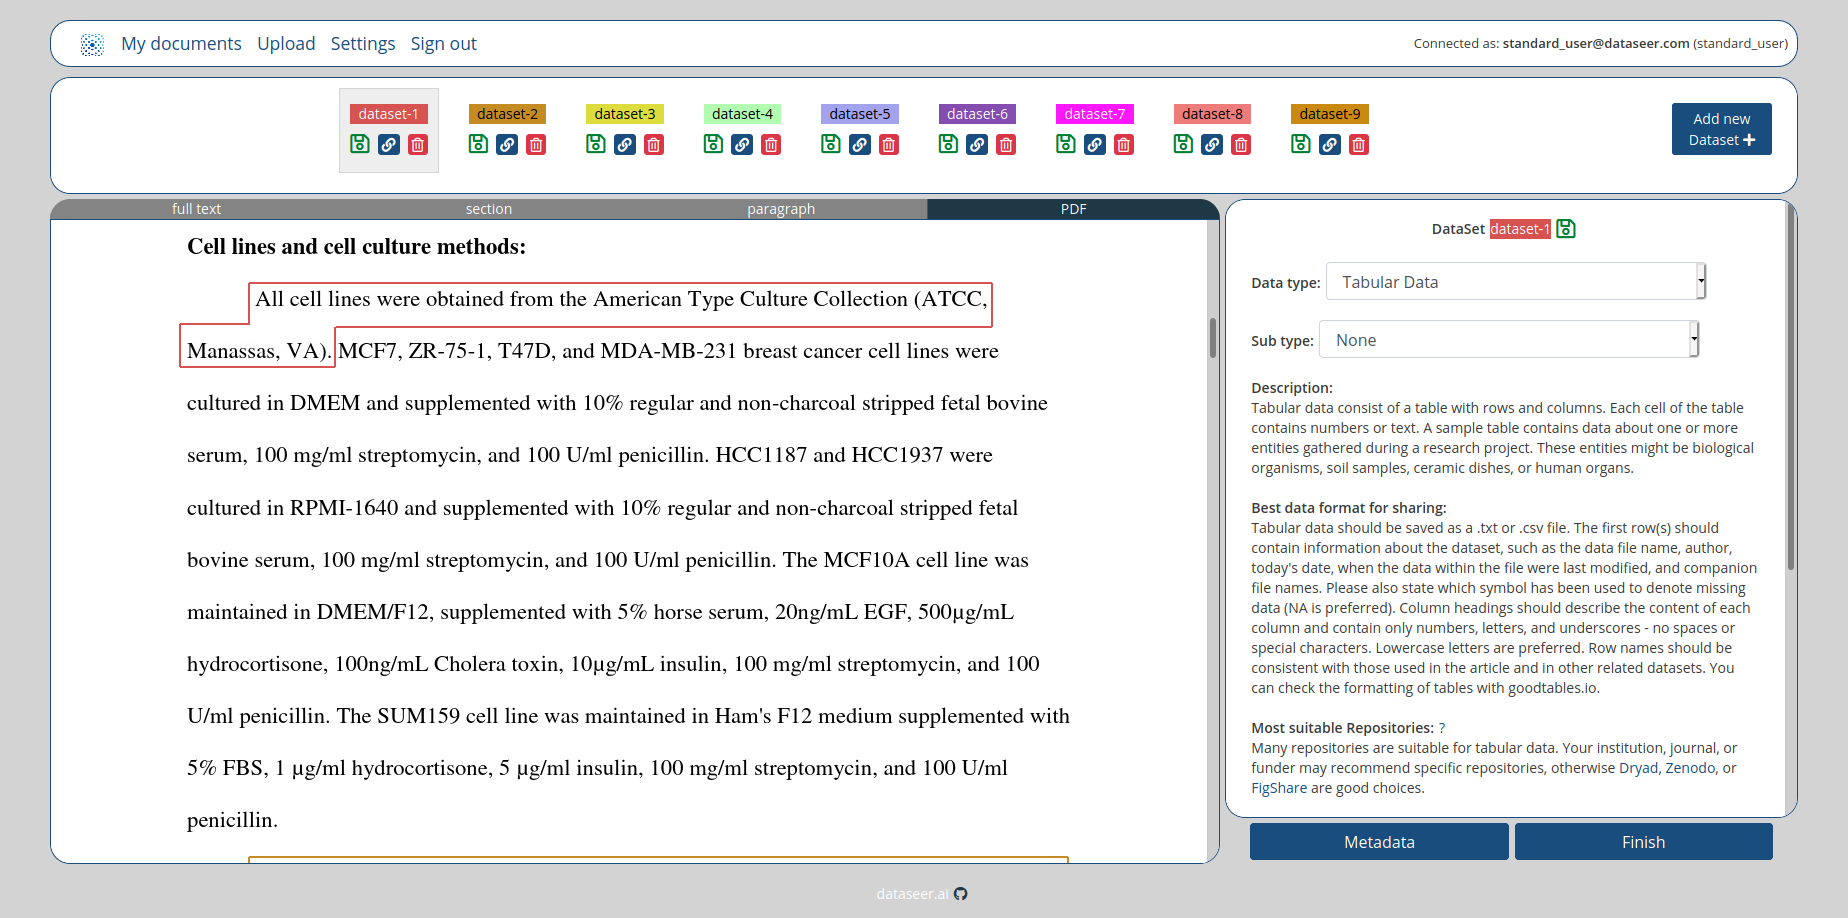 My documents Upload Settings Sign out
Connected as: standard_user@dataseer.com (standard_user)
dataset-1 dataset-2 dataset-3 dataset-4 dataset-5 dataset-6 dataset-7 dataset-8 dataset-9
Add new
Dataset +
full text section paragraph PDF
Cell lines and cell culture methods:
All cell lines were obtained from the American Type Culture Collection (ATCC,
Manassas, VA). MCF7, ZR-75-1, T47D, and MDA-MB-231 breast cancer cell lines were
cultured in DMEM and supplemented with 10% regular and non-charcoal stripped fetal bovine
serum, 100 mg/ml streptomycin, and 100 U/ml penicillin. HCC1187 and HCC1937 were
cultured in RPMI-1640 and supplemented with 10% regular and non-charcoal stripped fetal
bovine serum, 100 mg/ml streptomycin, and 100 U/ml penicillin. The MCF10A cell line was
maintained in DMEM/F12, supplemented with 5% horse serum, 20ng/mL EGF, 500µg/mL
hydrocortisone, 100ng/mL Cholera toxin, 10µg/mL insulin, 100 mg/ml streptomycin, and 100
U/ml penicillin. The SUM159 cell line was maintained in Ham's F12 medium supplemented with
5% FBS, 1 µg/ml hydrocortisone, 5 µg/ml insulin, 100 mg/ml streptomycin, and 100 U/ml
penicillin.
DataSet dataset-1
Data type: Tabular Data
Sub type: None
Description:
Tabular data consist of a table with rows and columns. Each cell of the table
contains numbers or text. A sample table contains data about one or more
entities gathered during a research project. These entities might be biological
organisms, soil samples, ceramic dishes, or human organs.
Best data format for sharing:
Tabular data should be saved as a .txt or .csv file. The first row(s) should
contain information about the dataset, such as the data file name, author,
today's date, when the data within the file were last modified, and companion
file names. Please also state which symbol has been used to denote missing
data (NA is preferred). Column headings should describe the content of each
column and contain only numbers, letters, and underscores - no spaces or
special characters. Lowercase letters are preferred. Row names should be
consistent with those used in the article and in other related datasets. You
can check the formatting of tables with goodtables.io.
Most suitable Repositories: ?
Many repositories are suitable for tabular data. Your institution, journal, or
funder may recommend specific repositories, otherwise Dryad, Zenodo, or
FigShare are good choices.
Metadata Finish
dataseer.ai